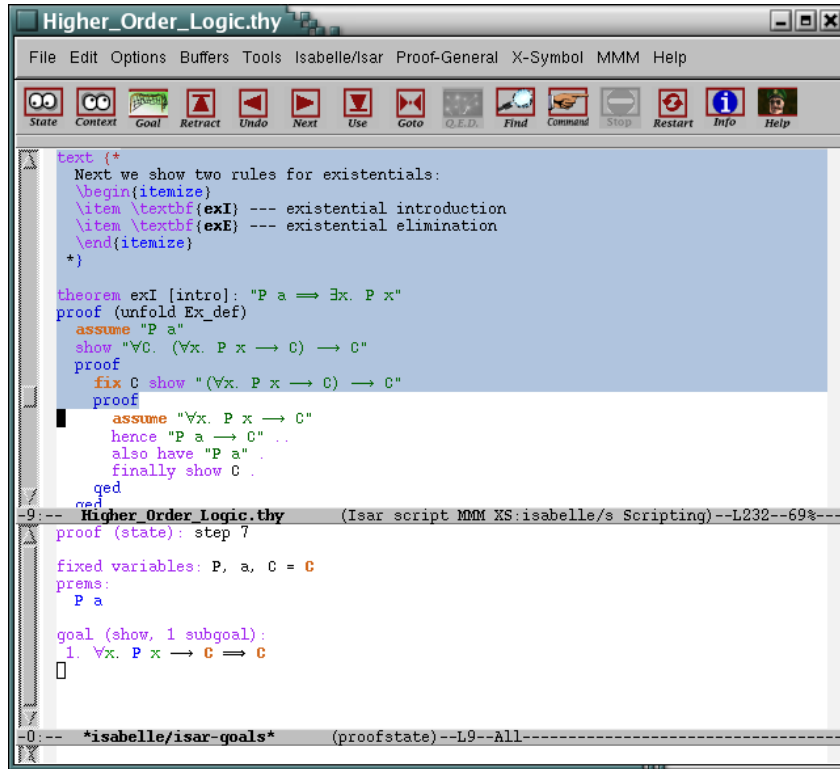 Higher_Order_Logic.thy
File Edit Options Buffers Tools Isabelle/Isar Proof-General X-Symbol MMM Help
State Context Goal Retract Undo Next Use Goto Q.E.D. Find Command Stop Restart Info Help
text {*
  Next we show two rules for existentials:
  \begin{itemize}
  \item \textbf{exI} --- existential introduction
  \item \textbf{exE} --- existential elimination
  \end{itemize}
 *}
theorem exI [intro]: "P a ⟹ ∃x. P x"
proof (unfold Ex_def)
  assume "P a"
  show "∀C. (∀x. P x ⟶ C) ⟶ C"
  proof
    fix C show "(∀x. P x ⟶ C) ⟶ C"
    proof
      assume "∀x. P x ⟶ C"
      hence "P a ⟶ C" ..
      also have "P a" .
      finally show C .
    qed
  qed
-9:-- Higher_Order_Logic.thy (Isar script MMM XS:isabelle/s Scripting)--L232--69%---
proof (state): step 7
fixed variables: P, a, C = C
prems:
  P a
goal (show, 1 subgoal):
 1. ∀x. P x ⟶ C ⟹ C
-0:-- *isabelle/isar-goals* (proofstate)--L9--All------------------------------------